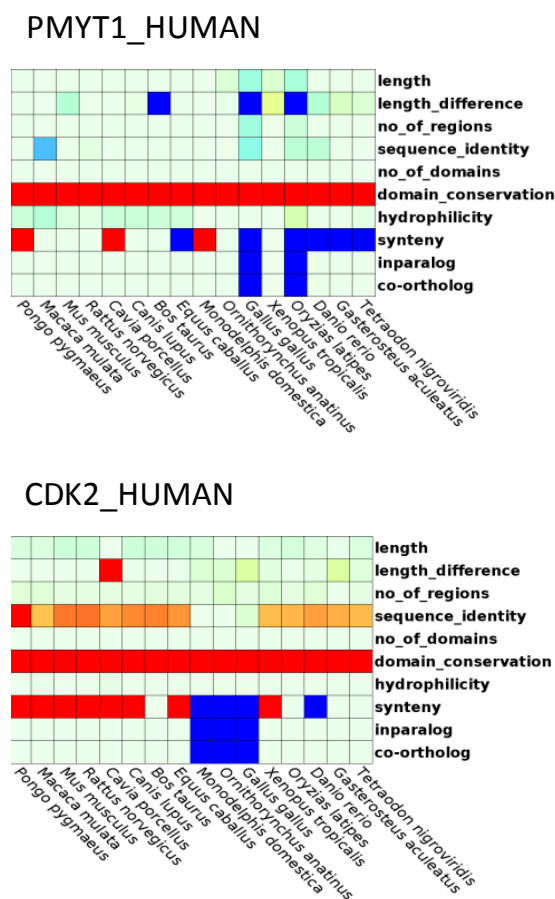 PMYT1_HUMAN
length
length_difference
no_of_regions
sequence_identity
no_of_domains
domain_conservation
hydrophilicity
synteny
inparalog
co-ortholog
Pongo pygmaeus
Macaca mulata
Mus musculus
Rattus norvegicus
Cavia porcellus
Canis lupus
Bos taurus
Equus caballus
Monodelphis domestica
Ornithorynchus anatinus
Gallus gallus
Xenopus tropicalis
Oryzias latipes
Danio rerio
Gasterosteus aculeatus
Tetraodon nigroviridis
CDK2_HUMAN
length
length_difference
no_of_regions
sequence_identity
no_of_domains
domain_conservation
hydrophilicity
synteny
inparalog
co-ortholog
Pongo pygmaeus
Macaca mulata
Mus musculus
Rattus norvegicus
Cavia porcellus
Canis lupus
Bos taurus
Equus caballus
Monodelphis domestica
Ornithorynchus anatinus
Gallus gallus
Xenopus tropicalis
Oryzias latipes
Danio rerio
Gasterosteus aculeatus
Tetraodon nigroviridis